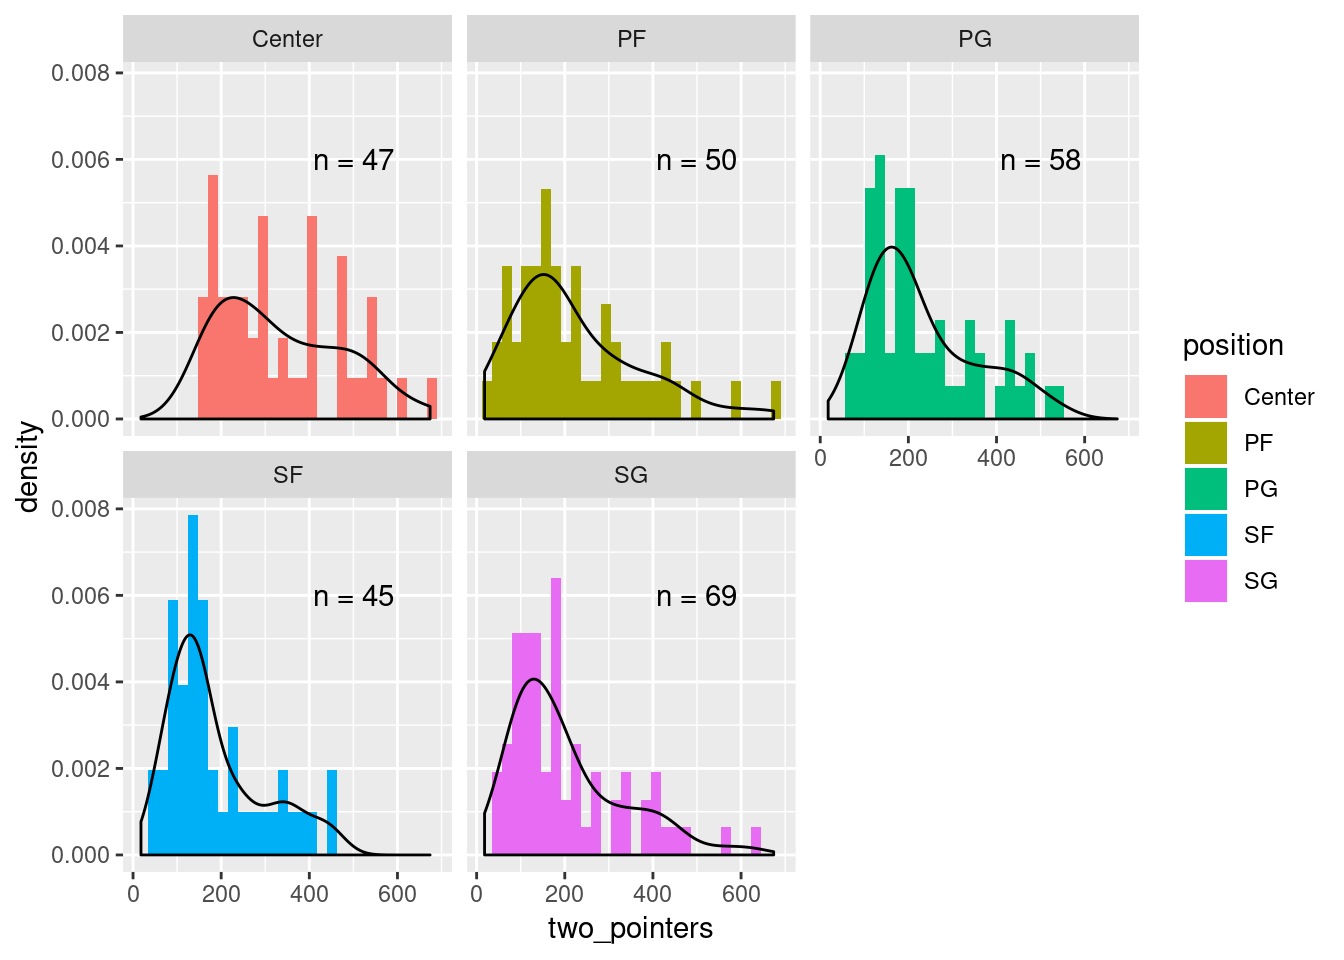 Center PF PG
0.008
0.006
0.004
0.002
0.000
n = 47 n = 50 n = 58
0 200 400 600
SF SG
0.008
0.006
0.004
0.002
0.000
n = 45 n = 69
0 200 400 600 0 200 400 600
two_pointers
density
position
Center
PF
PG
SF
SG